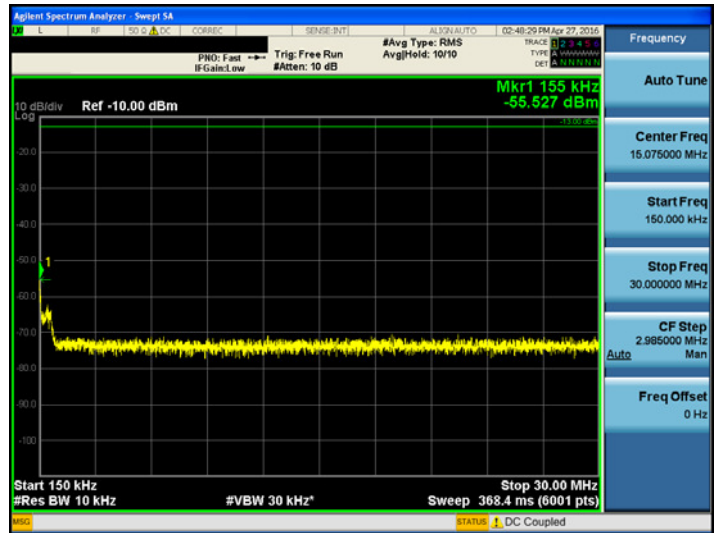 Agilent Spectrum Analyzer - Swept SA
L RF 50 Ω DC CORREC SENSE:INT ALIGN AUTO 02:48:29 PM Apr 27, 2016
#Avg Type: RMS TRACE 1 2 3 4 5 6
PNO: Fast Trig: Free Run Avg|Hold: 10/10 TYPE A WWWWW
IFGain:Low #Atten: 10 dB DET A N N N N N
Mkr1 155 kHz
-55.527 dBm
10 dB/div Ref -10.00 dBm
Log
-13.00 dBm
-20.0
-30.0
-40.0
-50.0
1
-60.0
-70.0
-80.0
-90.0
-100
Start 150 kHz Stop 30.00 MHz
#Res BW 10 kHz #VBW 30 kHz* Sweep 368.4 ms (6001 pts)
MSG STATUS DC Coupled
Frequency
Auto Tune
Center Freq
15.075000 MHz
Start Freq
150.000 kHz
Stop Freq
30.000000 MHz
CF Step
2.985000 MHz
Auto Man
Freq Offset
0 Hz